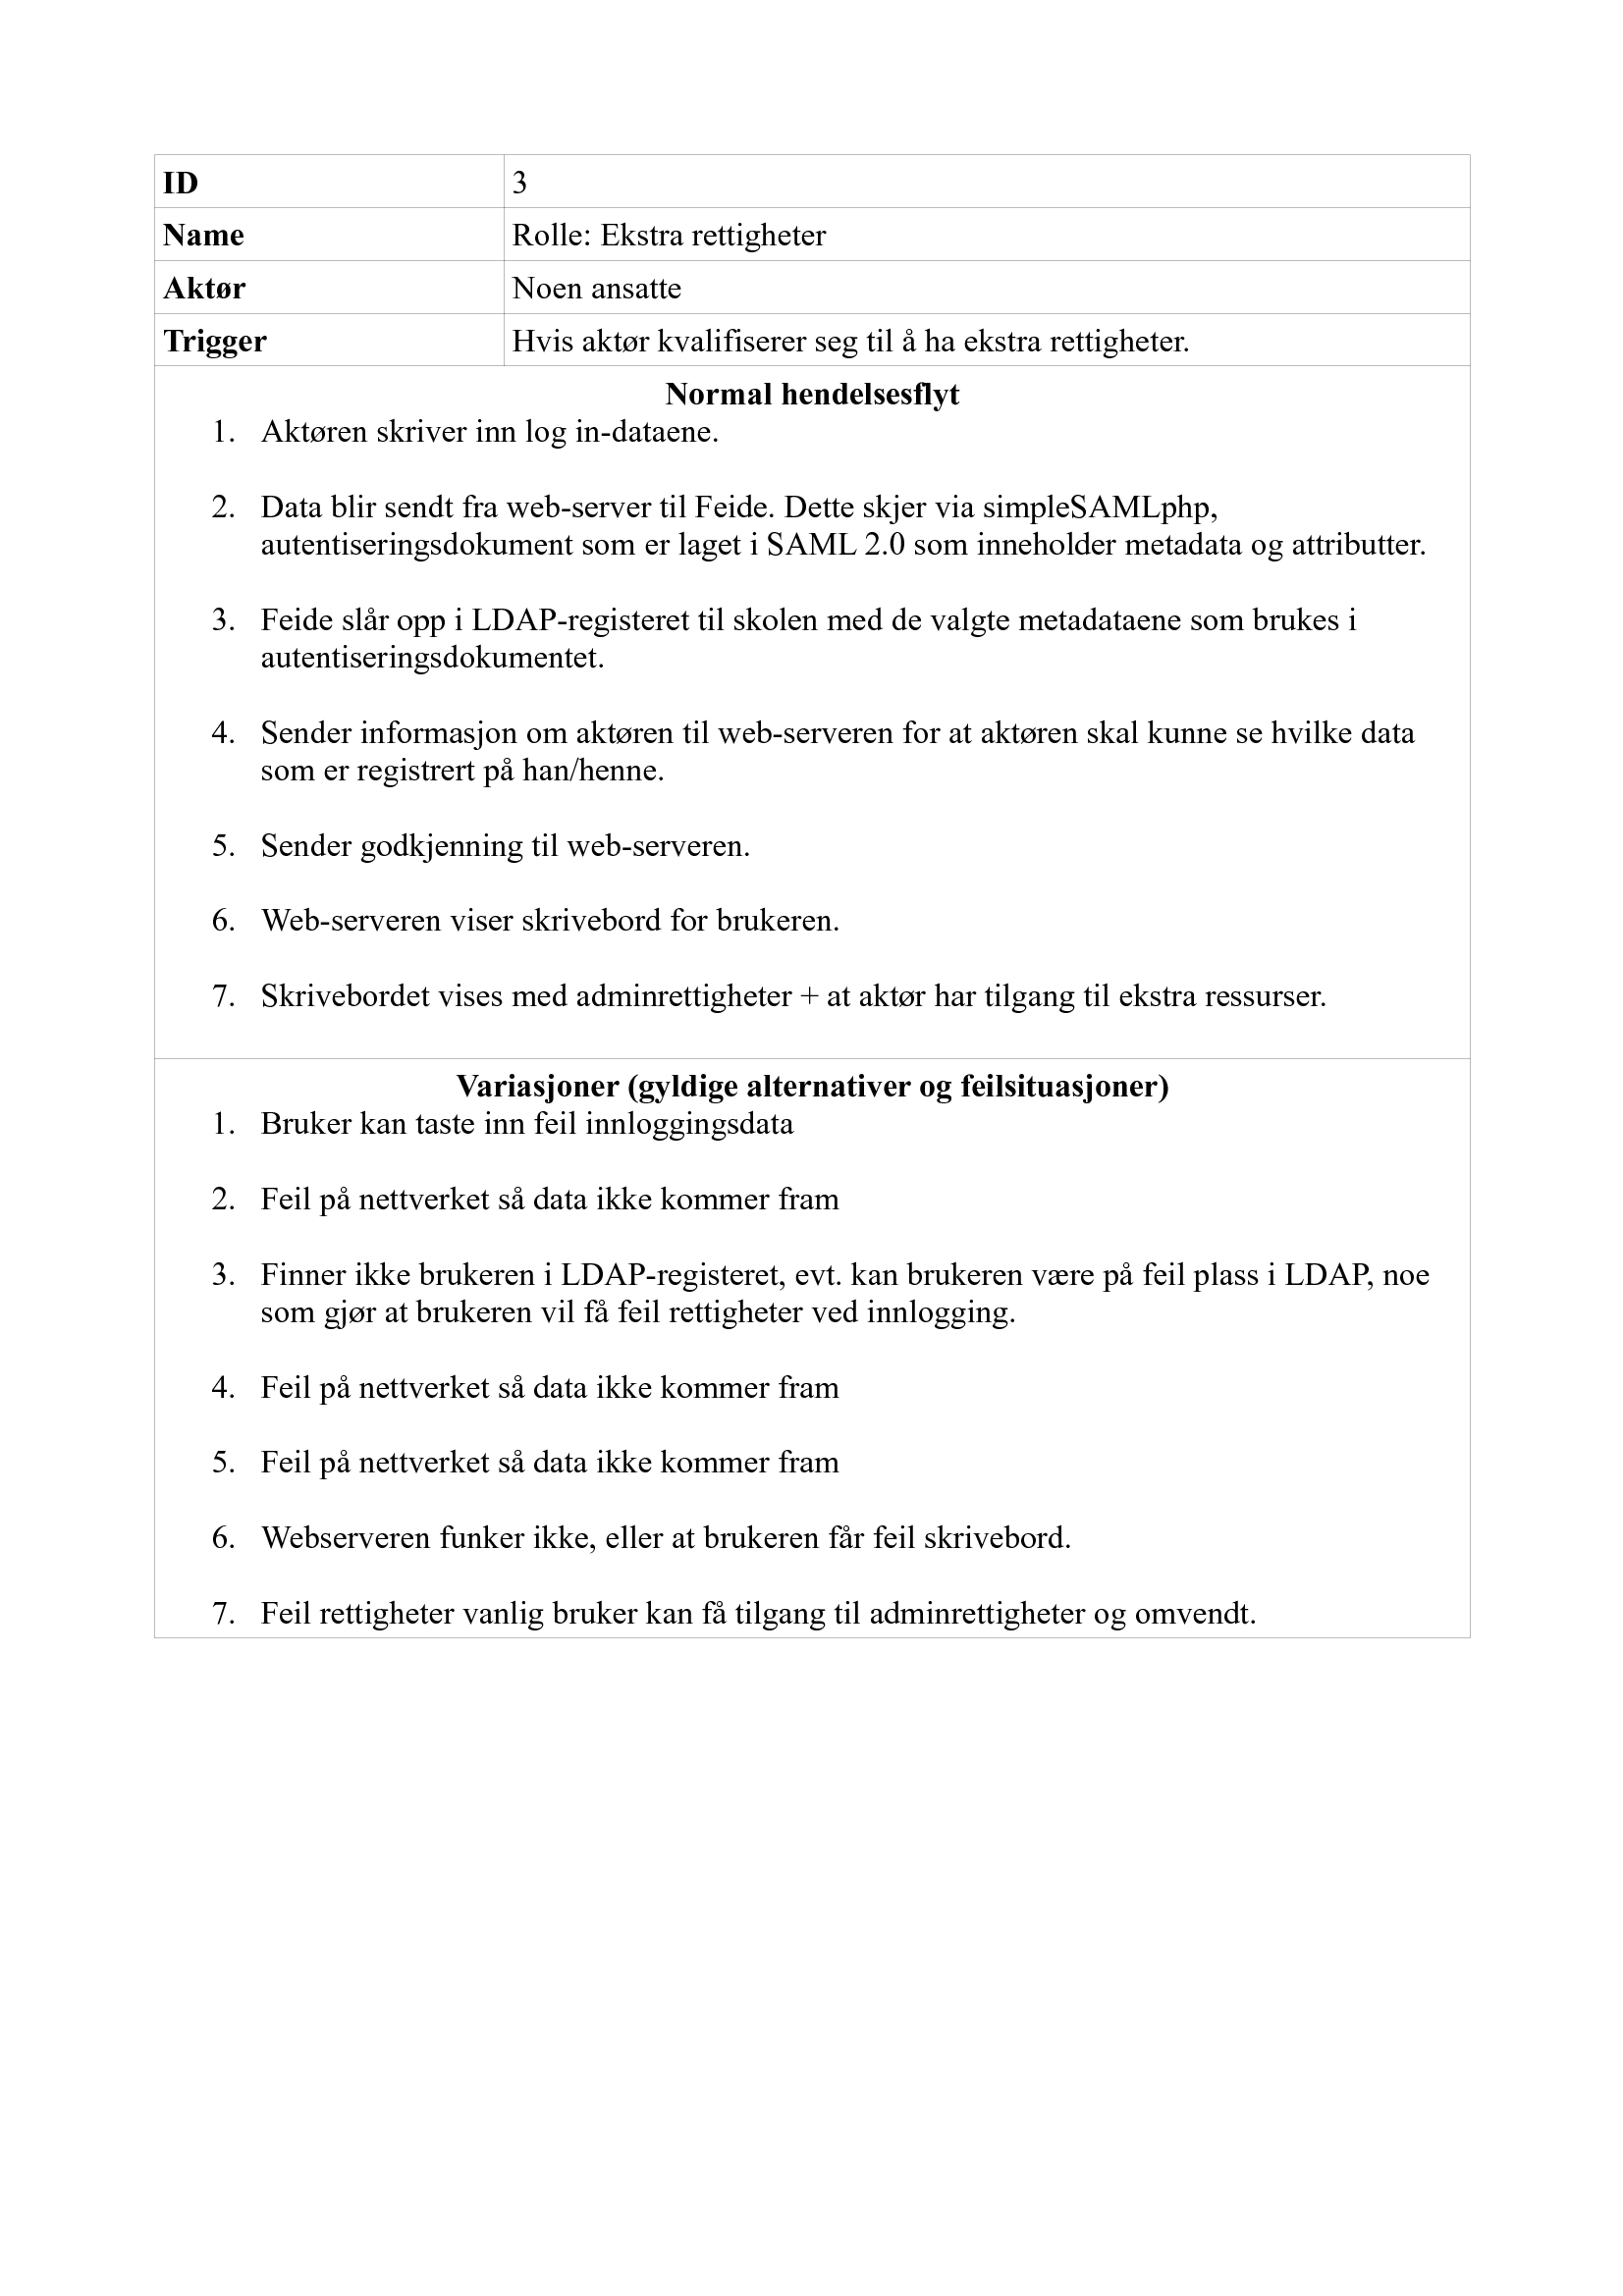 ID 3
Name Rolle: Ekstra rettigheter
Aktør Noen ansatte
Trigger Hvis aktør kvalifiserer seg til å ha ekstra rettigheter.
Normal hendelsesflyt
1. Aktøren skriver inn log in-dataene.
2. Data blir sendt fra web-server til Feide. Dette skjer via simpleSAMLphp,
autentiseringsdokument som er laget i SAML 2.0 som inneholder metadata og attributter.
3. Feide slår opp i LDAP-registeret til skolen med de valgte metadataene som brukes i
autentiseringsdokumentet.
4. Sender informasjon om aktøren til web-serveren for at aktøren skal kunne se hvilke data
som er registrert på han/henne.
5. Sender godkjenning til web-serveren.
6. Web-serveren viser skrivebord for brukeren.
7. Skrivebordet vises med adminrettigheter + at aktør har tilgang til ekstra ressurser.
Variasjoner (gyldige alternativer og feilsituasjoner)
1. Bruker kan taste inn feil innloggingsdata
2. Feil på nettverket så data ikke kommer fram
3. Finner ikke brukeren i LDAP-registeret, evt. kan brukeren være på feil plass i LDAP, noe
som gjør at brukeren vil få feil rettigheter ved innlogging.
4. Feil på nettverket så data ikke kommer fram
5. Feil på nettverket så data ikke kommer fram
6. Webserveren funker ikke, eller at brukeren får feil skrivebord.
7. Feil rettigheter vanlig bruker kan få tilgang til adminrettigheter og omvendt.